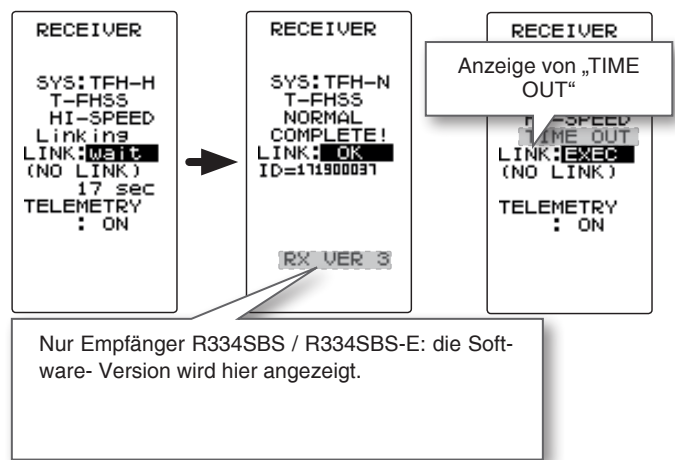 RECEIVER
SYS:TFH-H
T-FHSS
HI-SPEED
Linking
LINK:wait
(NO LINK)
17 sec
TELEMETRY
: ON
RECEIVER
SYS:TFH-N
T-FHSS
NORMAL
COMPLETE!
LINK: OK
ID=171900037
RX VER 3
RECEIVER
Anzeige von „TIME
OUT“
HI-SPEED
TIME OUT
LINK:EXEC
(NO LINK)
TELEMETRY
: ON
Nur Empfänger R334SBS / R334SBS-E: die Soft-
ware- Version wird hier angezeigt.